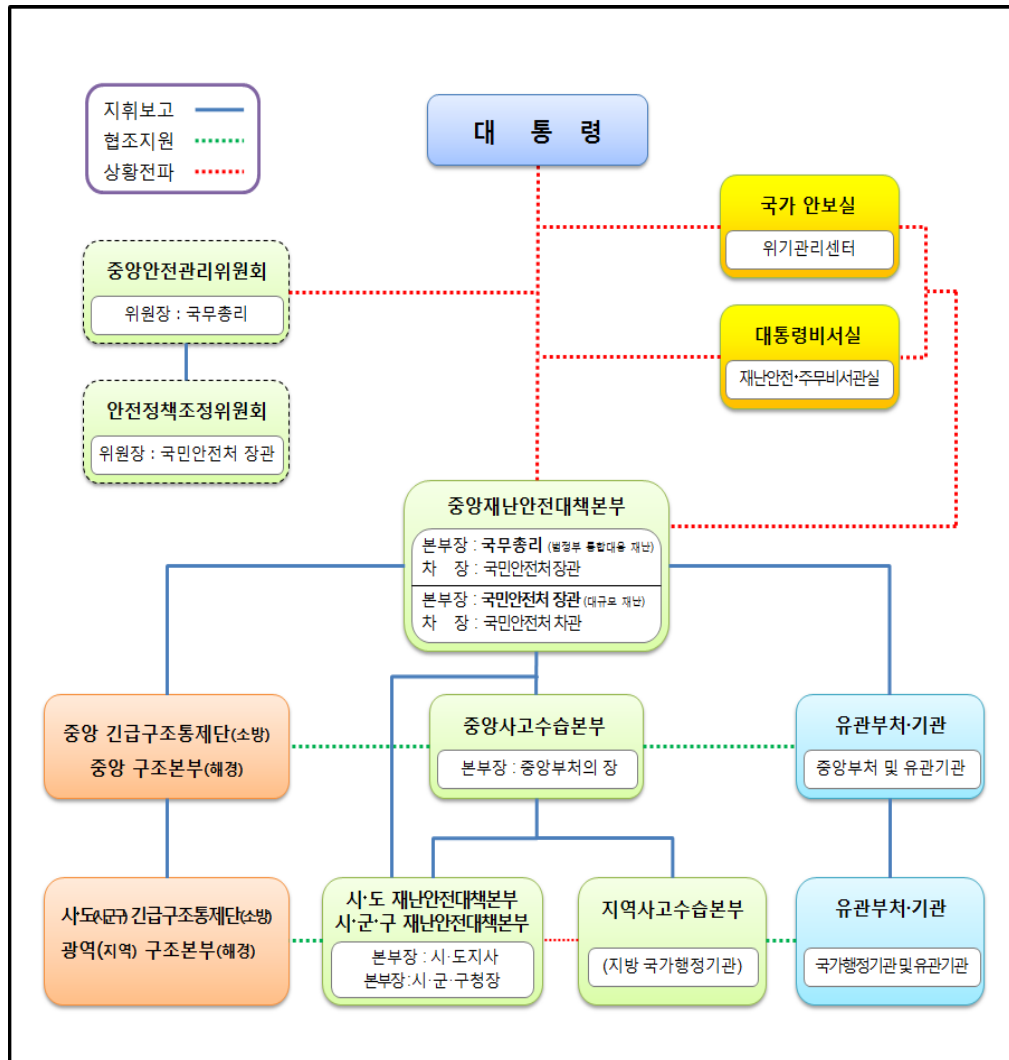 지휘보고
협조지원
상황전파
대 통 령
국가 안보실
위기관리센터
중앙안전관리위원회
위원장 : 국무총리
대통령비서실
재난안전·주무비서관실
안전정책조정위원회
위원장 : 국민안전처 장관
중앙재난안전대책본부
본부장 : 국무총리 (범정부 통합대응 재난)
차 장 : 국민안전처 장관
본부장 : 국민안전처 장관 (대규모 재난)
차 장 : 국민안전처 차관
중앙 긴급구조통제단(소방)
중앙 구조본부(해경)
중앙사고수습본부
본부장 : 중앙부처의 장
유관부처·기관
중앙부처 및 유관기관
시·도(시군구) 긴급구조통제단(소방)
광역(지역) 구조본부(해경)
시·도 재난안전대책본부
시·군·구 재난안전대책본부
본부장 : 시·도지사
본부장:시·군·구청장
지역사고수습본부
(지방 국가행정기관)
유관부처·기관
국가행정기관 및 유관기관